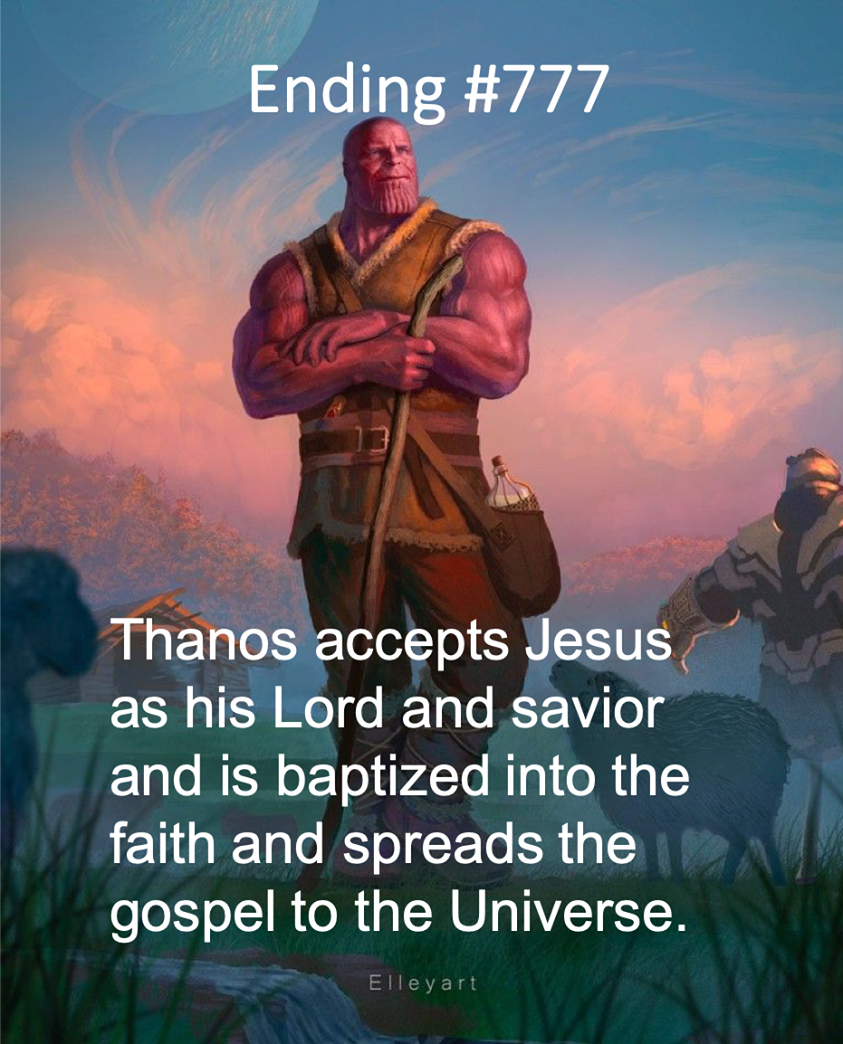 Ending #777
Thanos accepts Jesus
as his Lord and savior
and is baptized into the
faith and spreads the
gospel to the Universe.
Elleyart